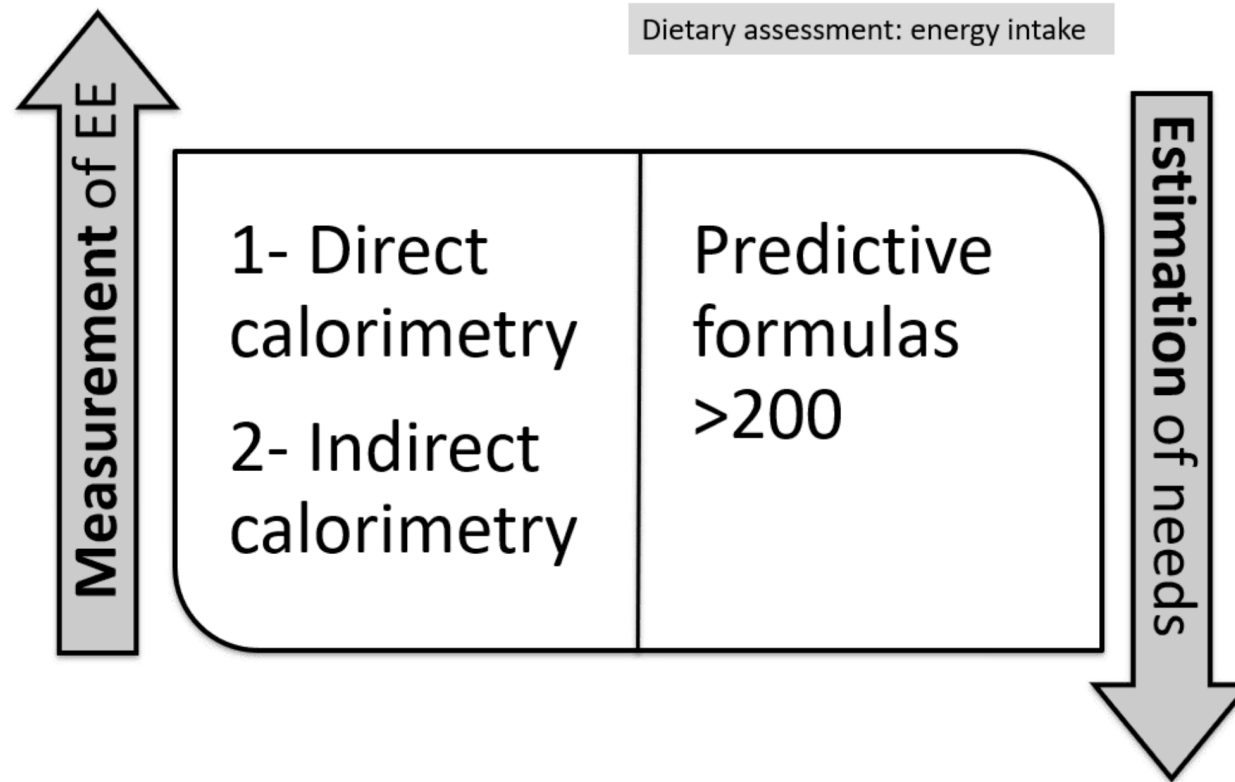 Dietary assessment: energy intake
Measurement of EE
1- Direct
calorimetry
2- Indirect
calorimetry
Predictive
formulas
>200
Estimation of needs